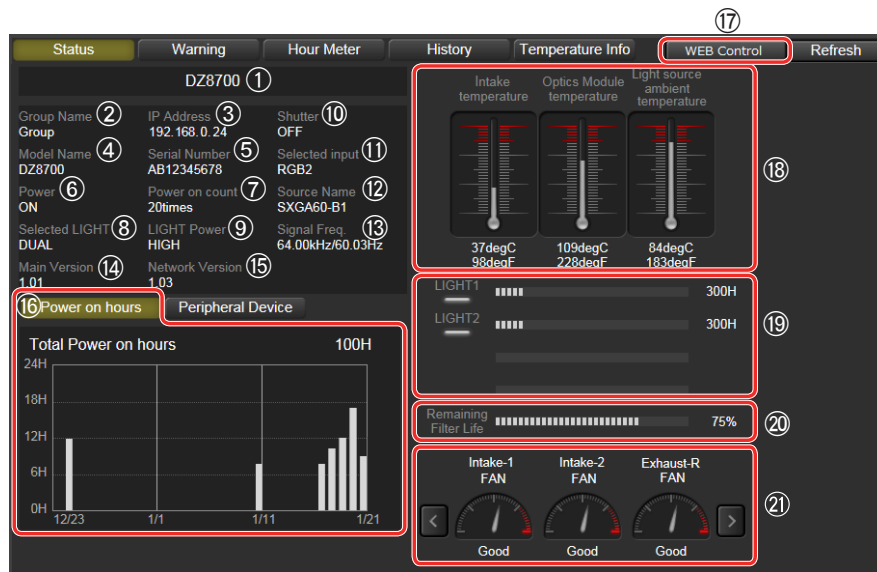 ⑰
Status Warning Hour Meter History Temperature Info WEB Control Refresh
DZ8700 ①
Group Name ② IP Address ③ Shutter ⑩
Group 192.168.0.24 OFF
Model Name ④ Serial Number ⑤ Selected input ⑪
DZ8700 AB12345678 RGB2
Power ⑥ Power on count ⑦ Source Name ⑫
ON 20times SXGA60-B1
Selected LIGHT ⑧ LIGHT Power ⑨ Signal Freq. ⑬
DUAL HIGH 64.00kHz/60.03Hz
Main Version ⑭ Network Version ⑮
1.01 1.03
⑯ Power on hours Peripheral Device
Total Power on hours 100H
24H
18H
12H
6H
0H
12/23 1/1 1/11 1/21
Intake temperature
Optics Module temperature
Light source ambient temperature
37degC 109degC 84degC
98degF 228degF 183degF
⑱
LIGHT1 300H
LIGHT2 300H
⑲
Remaining
Filter Life 75% ⑳
Intake-1 Intake-2 Exhaust-R
FAN FAN FAN
< > ㉑
Good Good Good